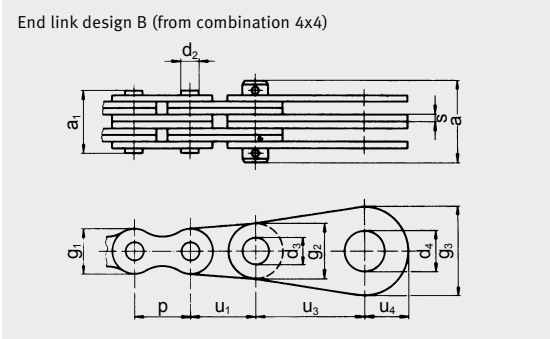 End link design B (from combination 4x4)
d₂
a₁
s
a
g₁
d₃
g₂
d₄
g₃
p
u₁
u₃
u₄